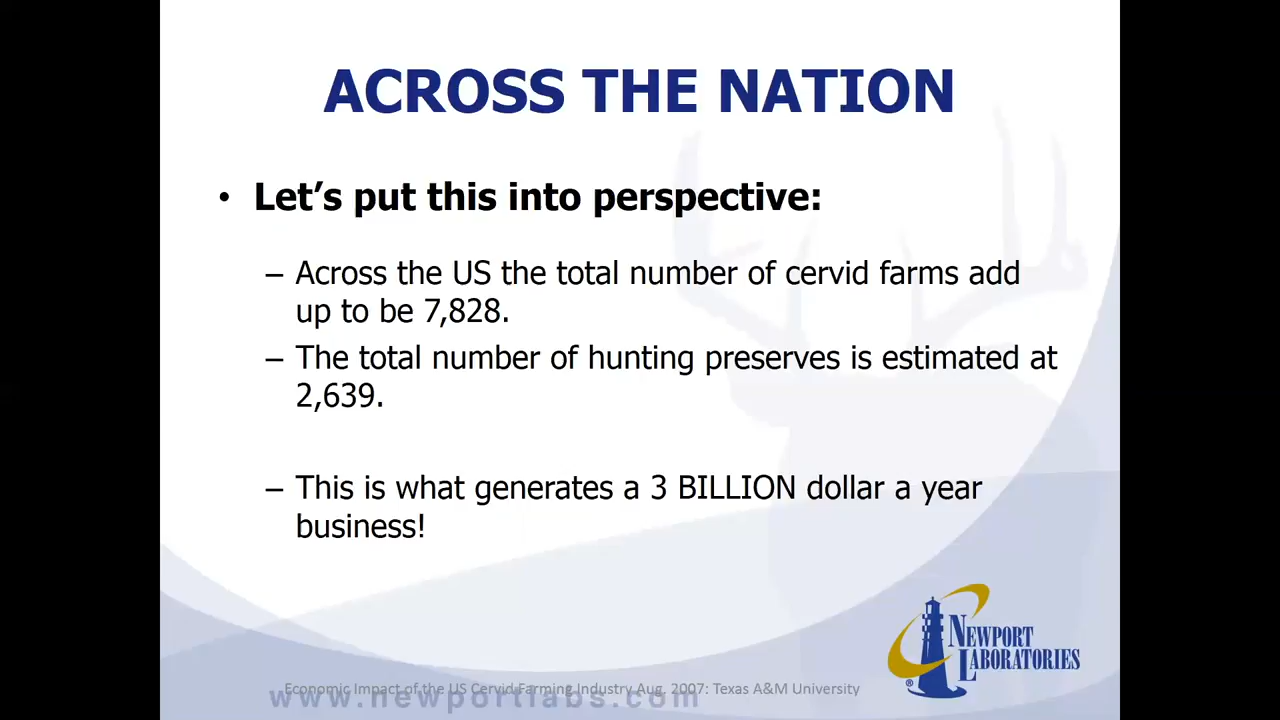 ACROSS THE NATION
• Let's put this into perspective:
– Across the US the total number of cervid farms add
up to be 7,828.
– The total number of hunting preserves is estimated at
2,639.
– This is what generates a 3 BILLION dollar a year
business!
NEWPORT
LABORATORIES
®
Economic Impact of the US Cervid Farming Industry Aug. 2007: Texas A&M University
www.newportlabs.com